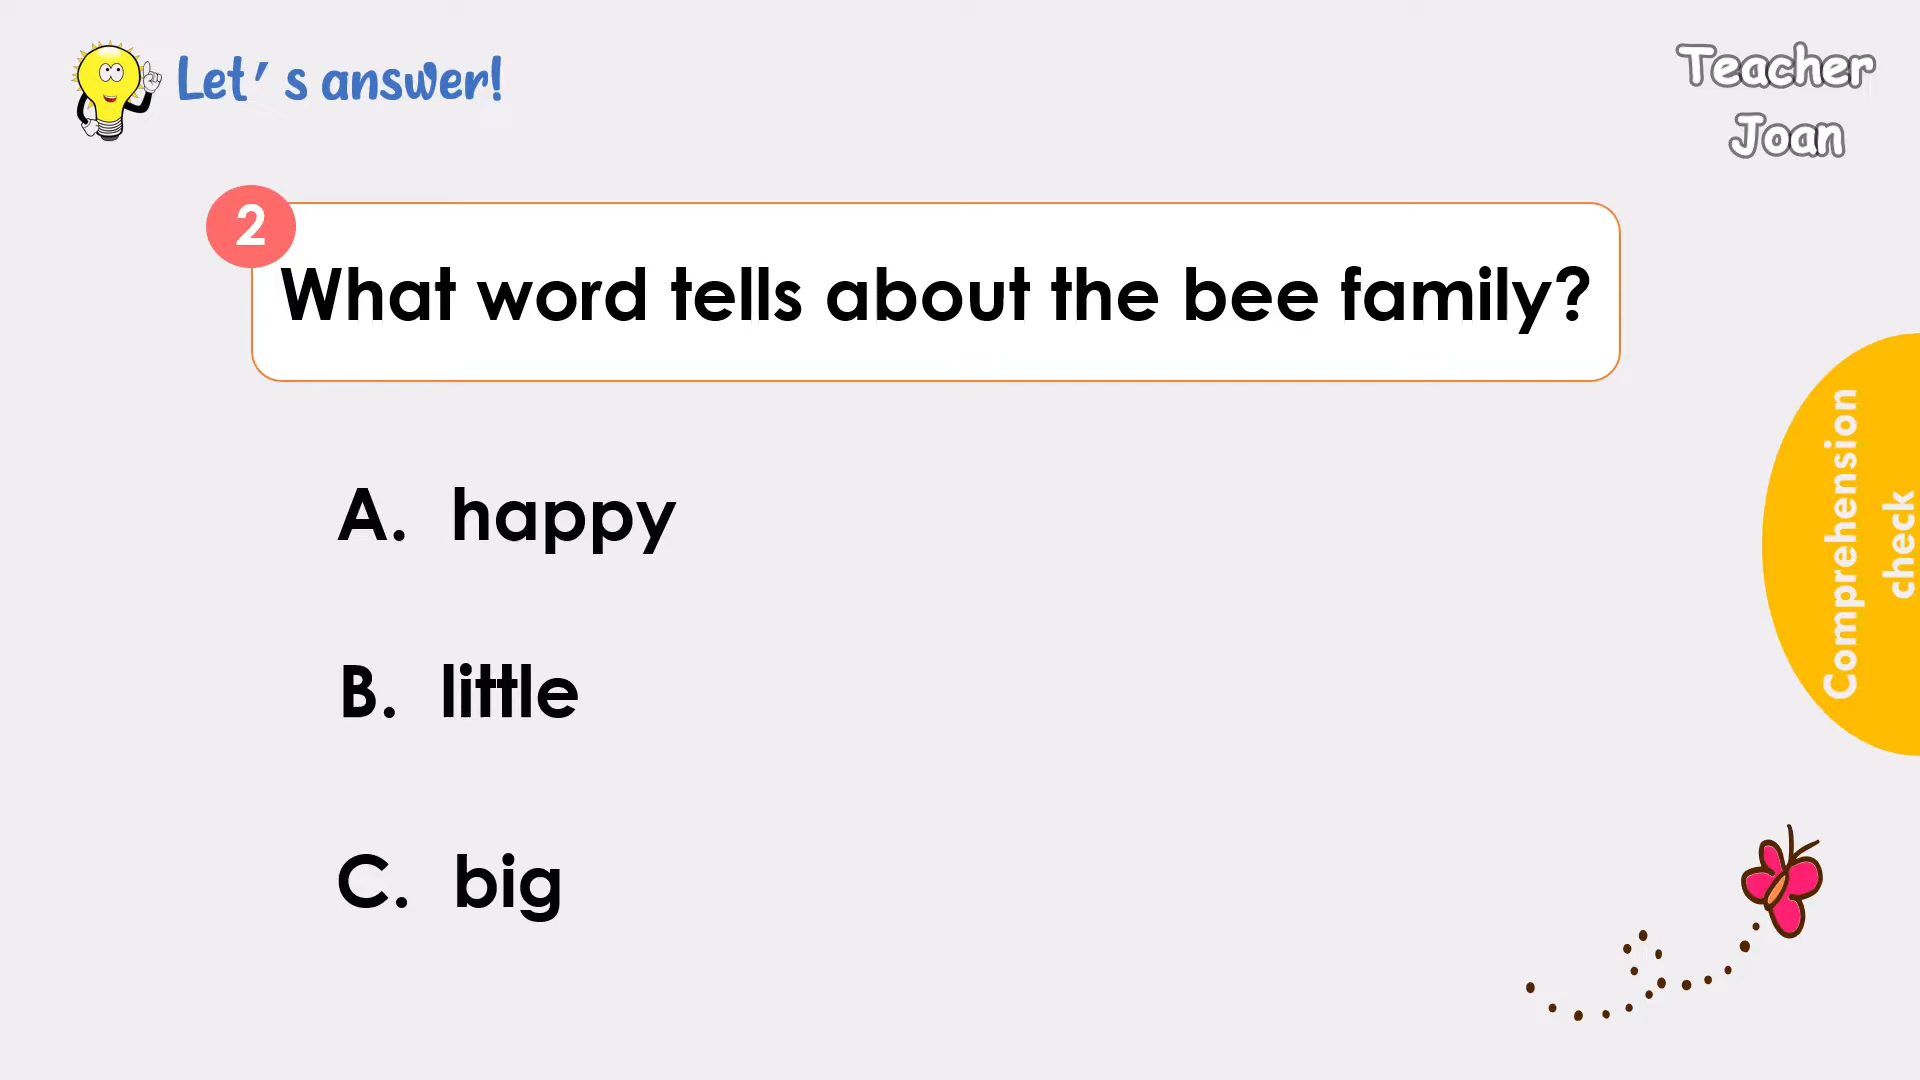 Let's answer!
Teacher
Joan
2
What word tells about the bee family?
A. happy
B. little
C. big
Comprehension
check